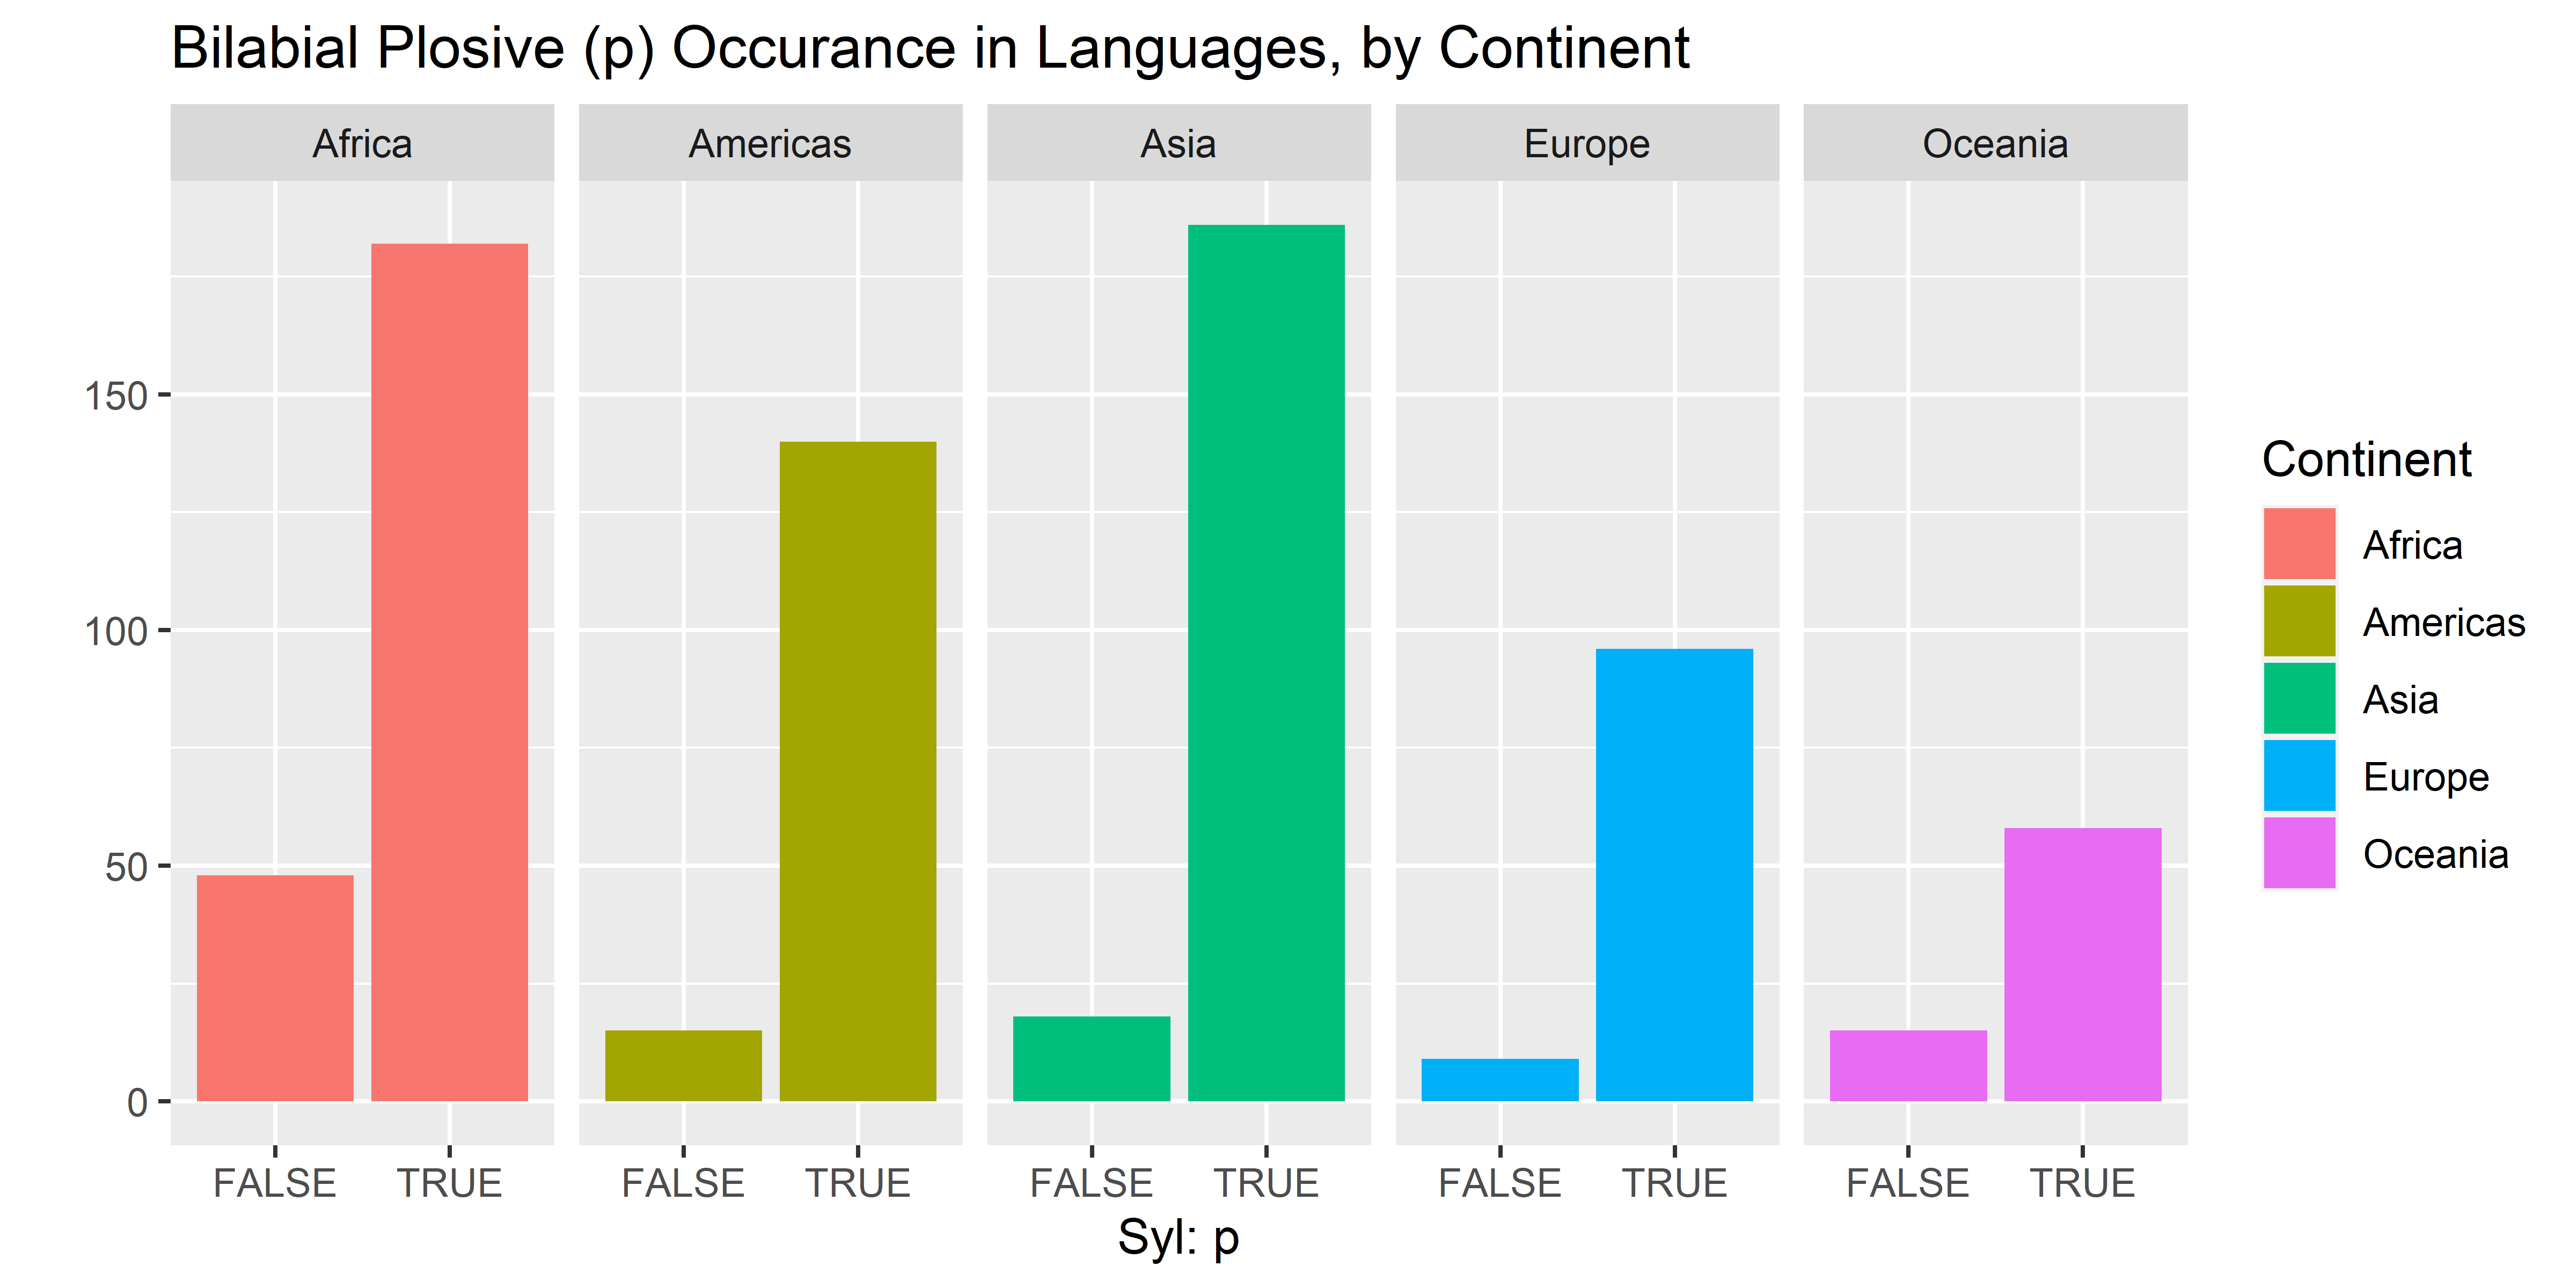 Bilabial Plosive (p) Occurance in Languages, by Continent
Africa Americas Asia Europe Oceania
150
100
50
0
FALSE TRUE FALSE TRUE FALSE TRUE FALSE TRUE FALSE TRUE
Syl: p
Continent
Africa
Americas
Asia
Europe
Oceania